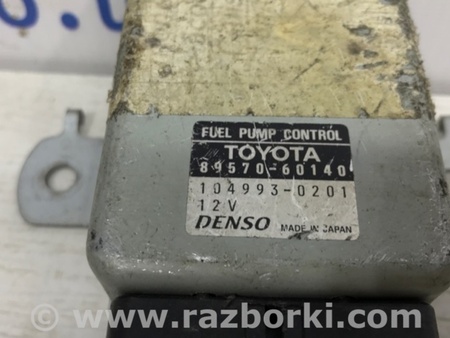 FUEL PUMP CONTROL
TOYOTA
89570-60140
104993-0201
12V
DENSO MADE IN JAPAN
© www.razborki.com